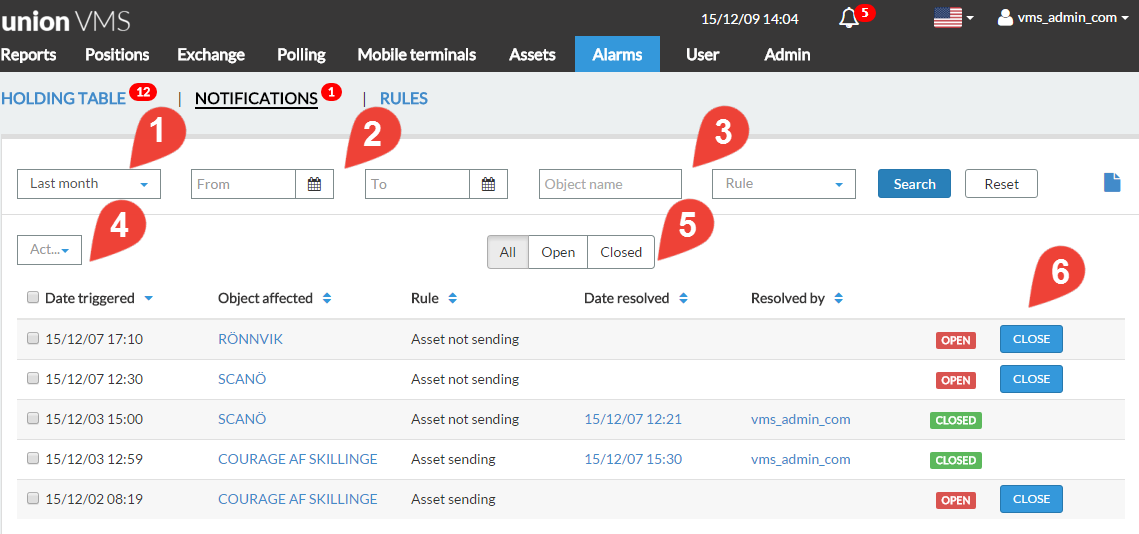 union VMS 15/12/09 14:04 5 vms_admin_com
Reports Positions Exchange Polling Mobile terminals Assets Alarms User Admin
HOLDING TABLE 12 | NOTIFICATIONS 1 | RULES
1 2 3
Last month From To Object name Rule Search Reset
4 5
Act... All Open Closed
6
Date triggered Object affected Rule Date resolved Resolved by
15/12/07 17:10 RÖNNVIK Asset not sending OPEN CLOSE
15/12/07 12:30 SCANÖ Asset not sending OPEN CLOSE
15/12/03 15:00 SCANÖ Asset not sending 15/12/07 12:21 vms_admin_com CLOSED
15/12/03 12:59 COURAGE AF SKILLINGE Asset sending 15/12/07 15:30 vms_admin_com CLOSED
15/12/02 08:19 COURAGE AF SKILLINGE Asset sending OPEN CLOSE